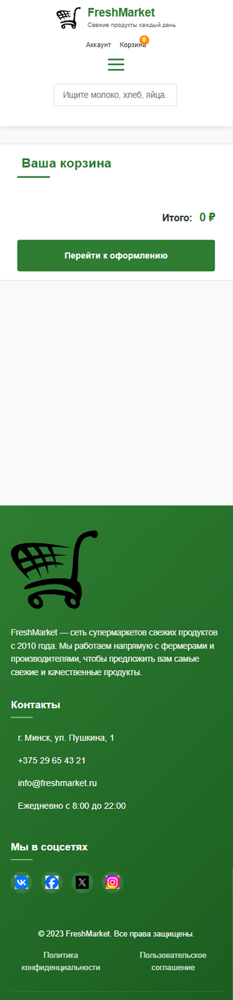 FreshMarket
Свежие продукты каждый день
Аккаунт Корзина 0
Ищите молоко, хлеб, яйца..
Ваша корзина
Итого: 0 ₽
Перейти к оформлению
FreshMarket — сеть супермаркетов свежих продуктов
с 2010 года. Мы работаем напрямую с фермерами и
производителями, чтобы предложить вам самые
свежие и качественные продукты.
Контакты
г. Минск, ул. Пушкина, 1
+375 29 65 43 21
info@freshmarket.ru
Ежедневно с 8:00 до 22:00
Мы в соцсетях
© 2023 FreshMarket. Все права защищены.
Политика
конфиденциальности
Пользовательское
соглашение